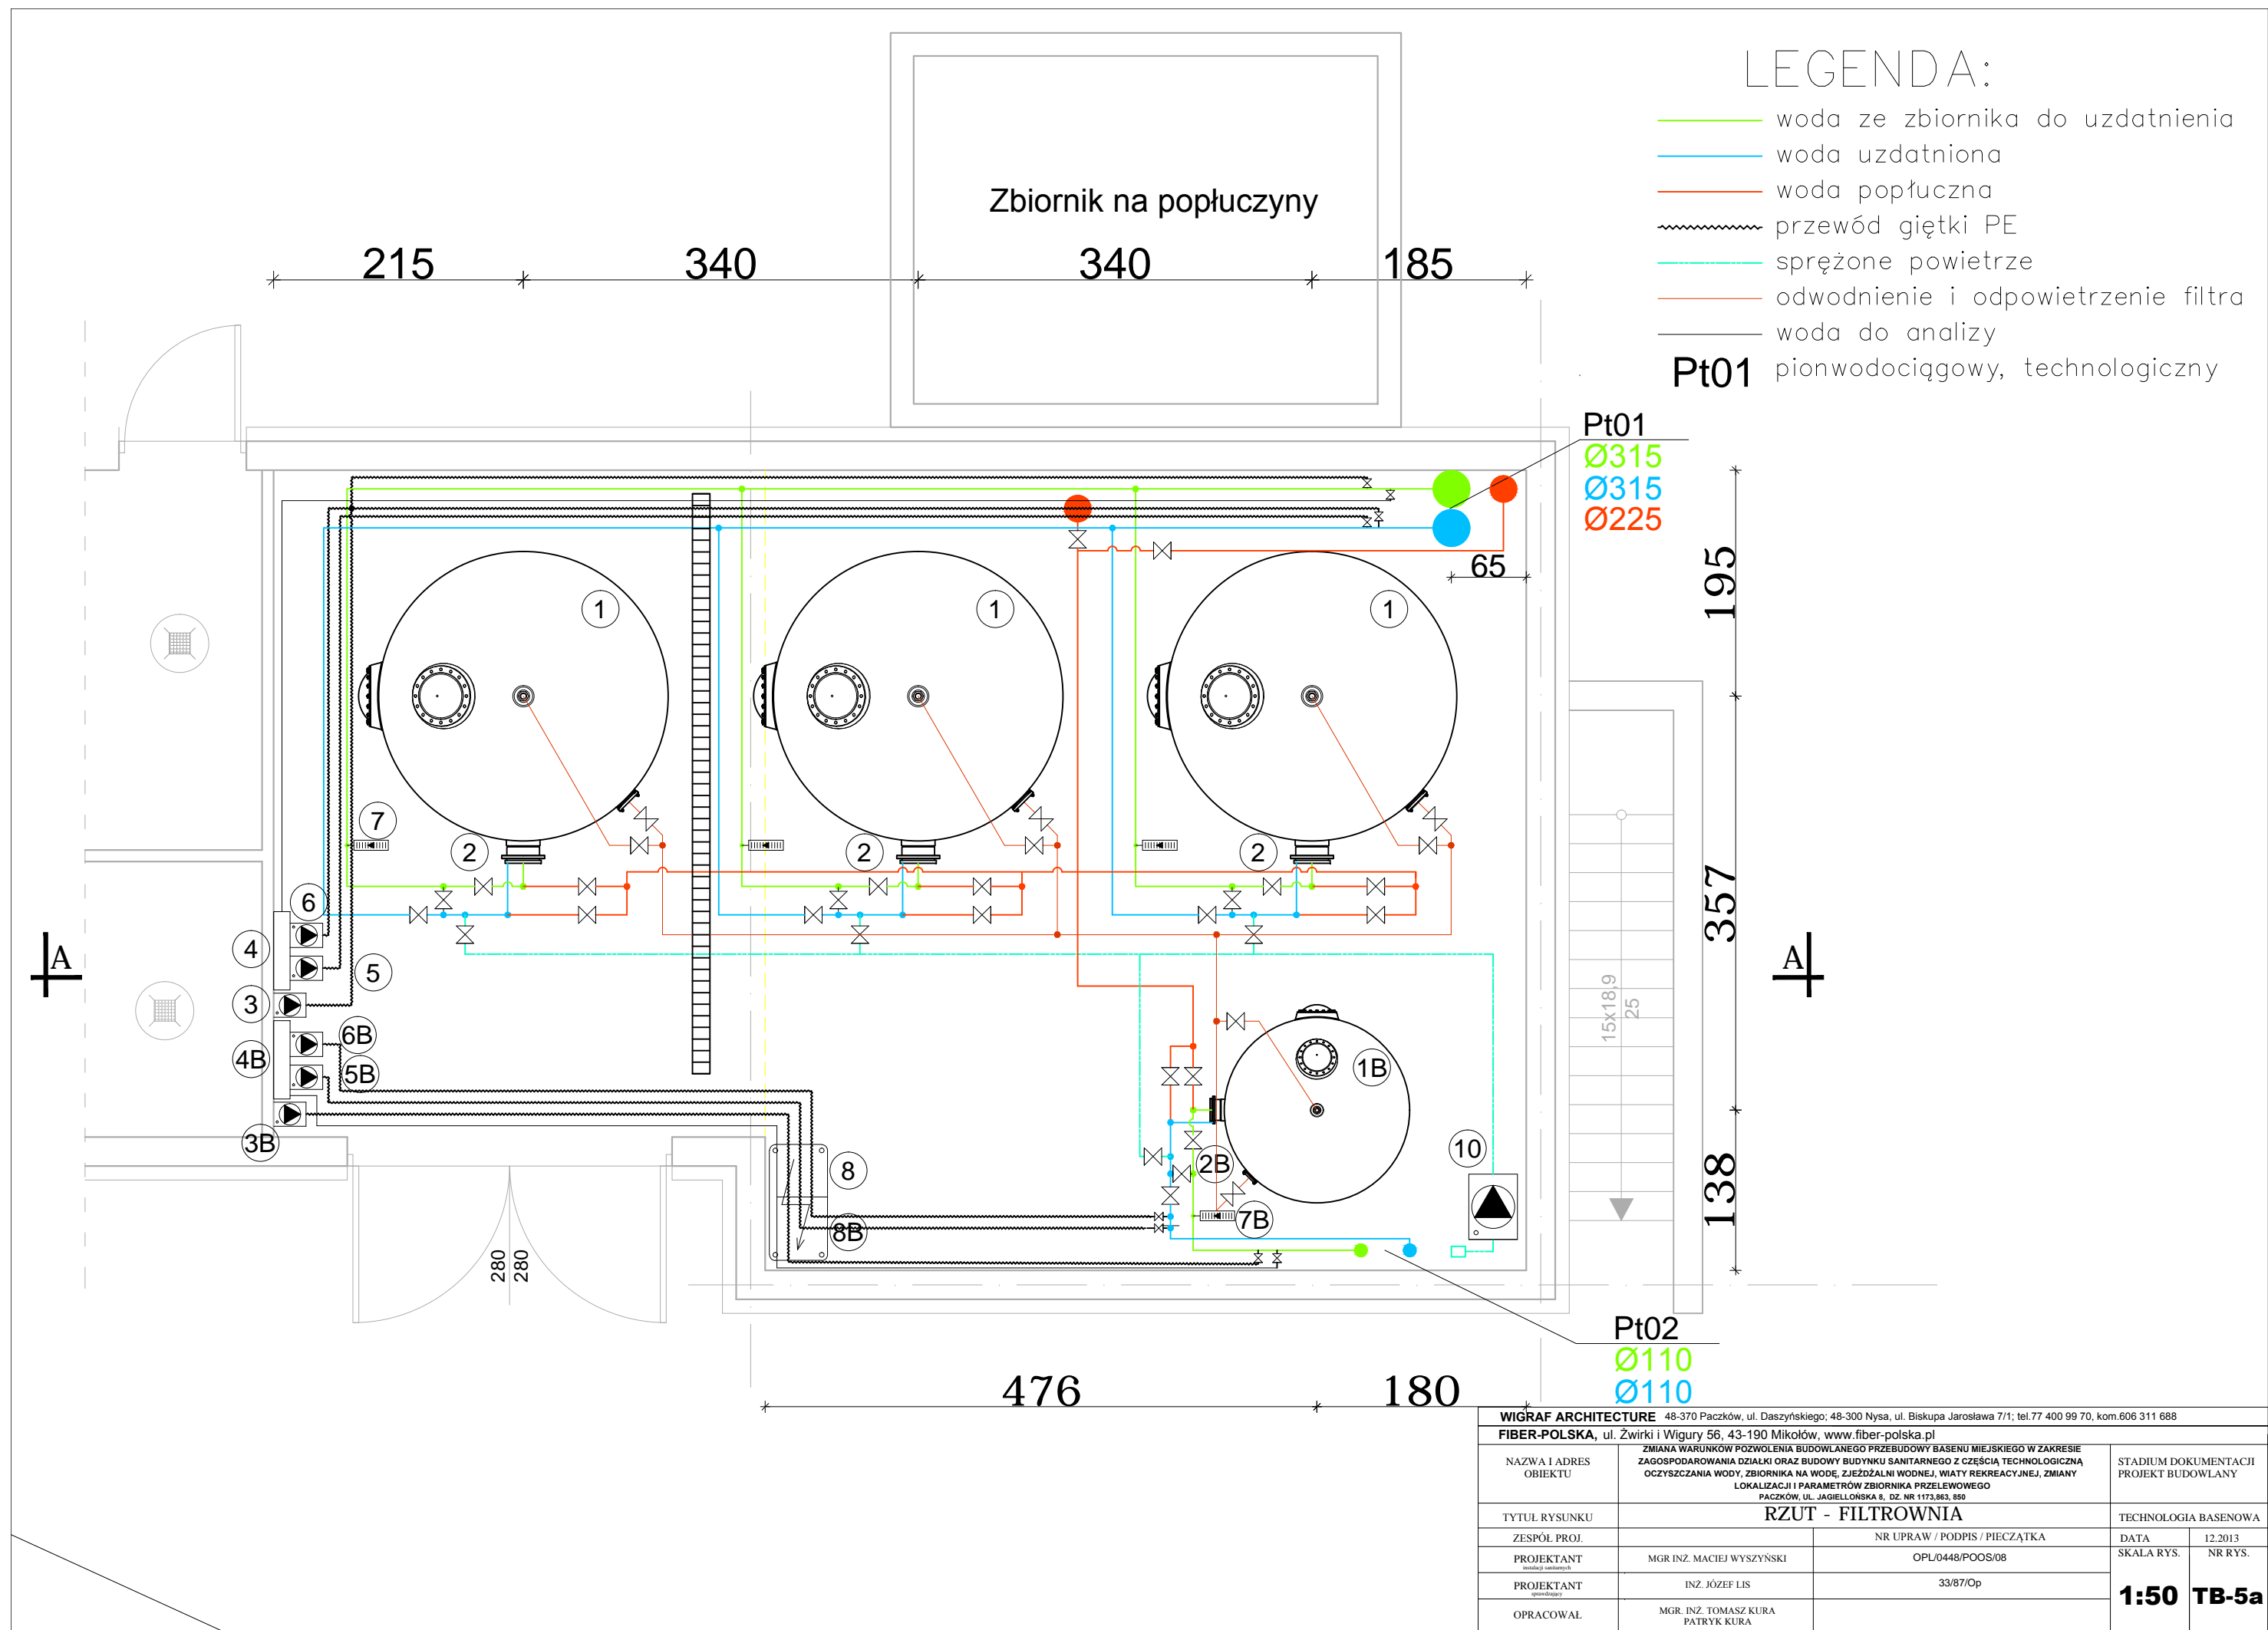 LEGENDA:
woda ze zbiornika do uzdatnienia
woda uzdatniona
woda popłuczna
przewód giętki PE
sprężone powietrze
odwodnienie i odpowietrzenie filtra
woda do analizy
Pt01 pionwodociągowy, technologiczny
Zbiornik na popłuczyny
215 340 340 185
Pt01
Ø315
Ø315
Ø225
65
195
1 1 1
7
2 2 2
357
6
4
5
A A
3
15x18,9
25
6B
4B
5B
1B
3B
10
138
8
2B
8B
7B
280
280
Pt02
Ø110
Ø110
476 180
WIGRAF ARCHITECTURE 48-370 Paczków, ul. Daszyńskiego; 48-300 Nysa, ul. Biskupa Jarosława 7/1; tel.77 400 99 70, kom.606 311 688
FIBER-POLSKA, ul. Żwirki i Wigury 56, 43-190 Mikołów, www.fiber-polska.pl
NAZWA I ADRES
OBIEKTU
ZMIANA WARUNKÓW POZWOLENIA BUDOWLANEGO PRZEBUDOWY BASENU MIEJSKIEGO W ZAKRESIE
ZAGOSPODAROWANIA DZIAŁKI ORAZ BUDOWY BUDYNKU SANITARNEGO Z CZĘŚCIĄ TECHNOLOGICZNĄ
OCZYSZCZANIA WODY, ZBIORNIKA NA WODĘ, ZJEŻDŻALNI WODNEJ, WIATY REKREACYJNEJ, ZMIANY
LOKALIZACJI I PARAMETRÓW ZBIORNIKA PRZELEWOWEGO
PACZKÓW, UL. JAGIELLOŃSKA 8, DZ. NR 1173,863, 850
STADIUM DOKUMENTACJI
PROJEKT BUDOWLANY
TYTUŁ RYSUNKU RZUT - FILTROWNIA TECHNOLOGIA BASENOWA
ZESPÓŁ PROJ. NR UPRAW / PODPIS / PIECZĄTKA DATA 12.2013
PROJEKTANT
instalacji sanitarnych
MGR INŻ. MACIEJ WYSZYŃSKI OPL/0448/POOS/08 SKALA RYS. NR RYS.
PROJEKTANT
sprawdzający
INŻ. JÓZEF LIS 33/87/Op
1:50 TB-5a
OPRACOWAŁ
MGR. INŻ. TOMASZ KURA
PATRYK KURA